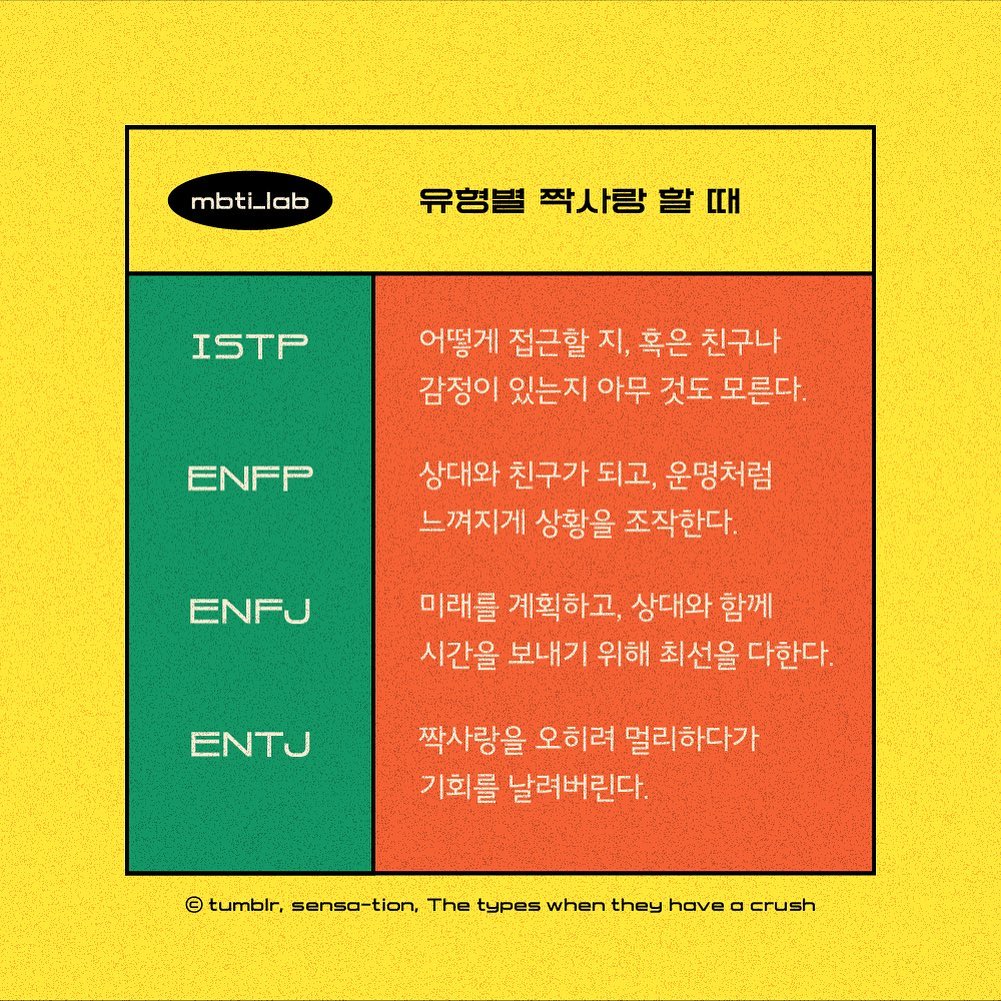 mbti_lab
유형별 짝사랑 할 때
ISTP
어떻게 접근할 지, 혹은 친구나
감정이 있는지 아무 것도 모른다.
ENFP
상대와 친구가 되고, 운명처럼
느껴지게 상황을 조작한다.
ENFJ
미래를 계획하고, 상대와 함께
시간을 보내기 위해 최선을 다한다.
ENTJ
짝사랑을 오히려 멀리하다가
기회를 날려버린다.
© tumblr, sensa-tion, The types when they have a crush